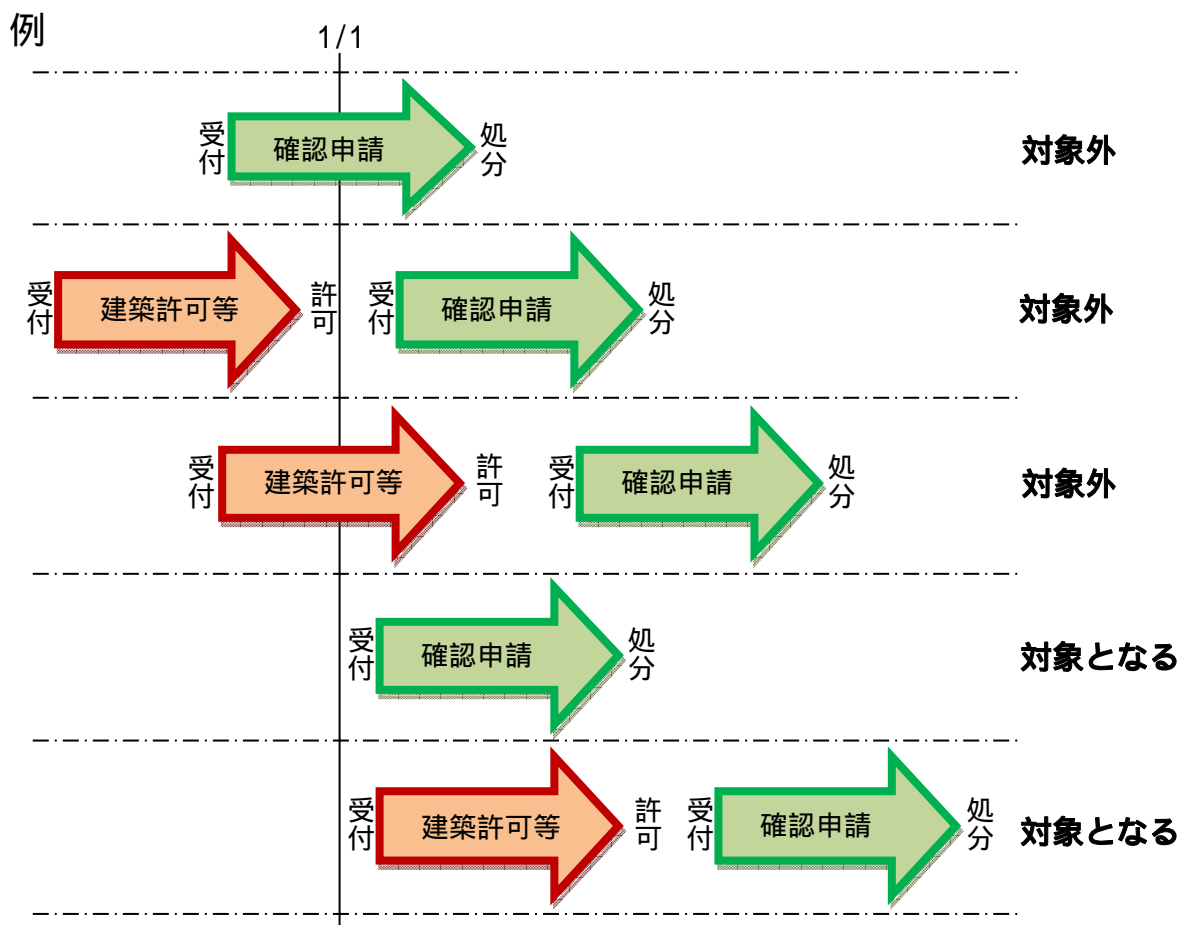 例
1/1
受付
確認申請
処分
対象外
受付
建築許可等
許可
受付
確認申請
処分
対象外
受付
建築許可等
許可
受付
確認申請
処分
対象外
受付
確認申請
処分
対象となる
受付
建築許可等
許可
受付
確認申請
処分
対象となる